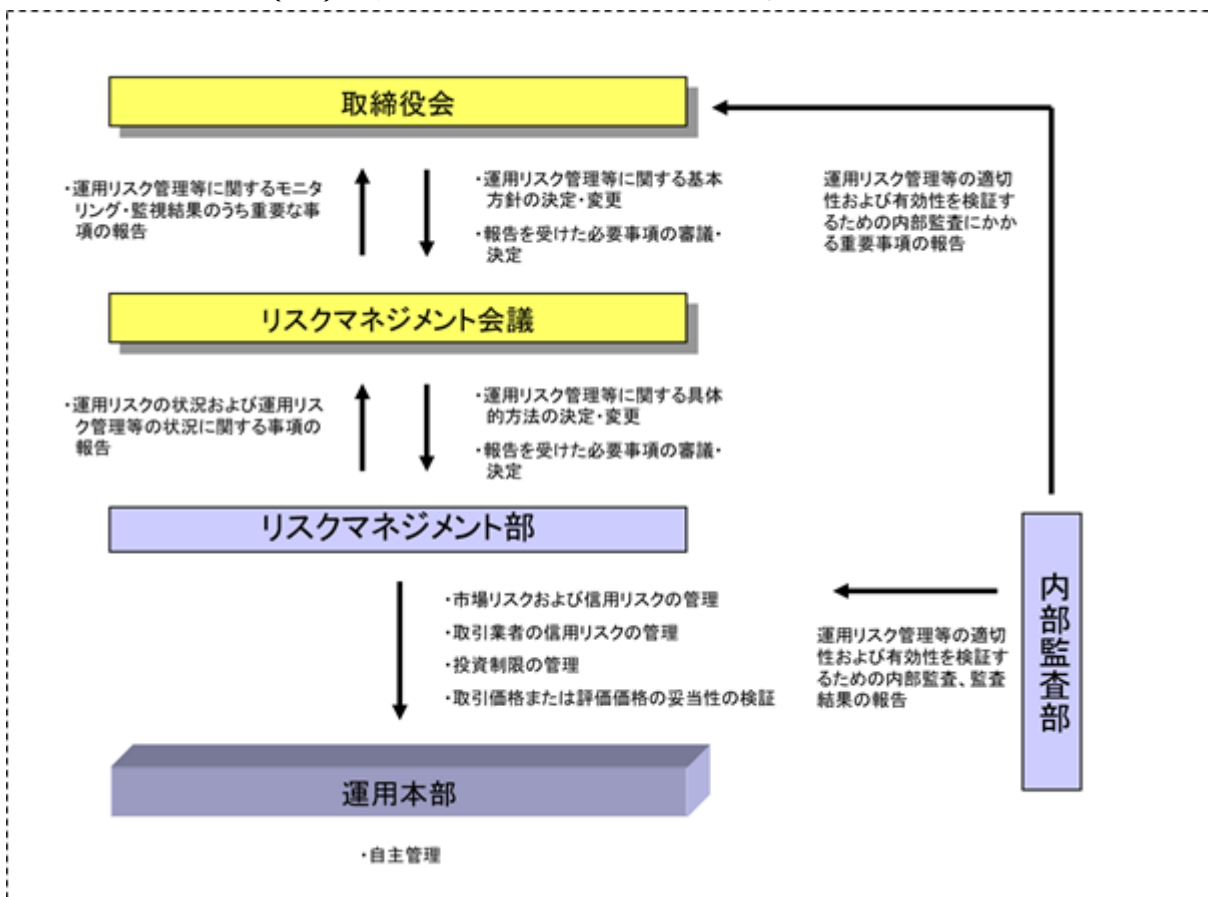 取締役会
・運用リスク管理等に関するモニ
タリング・監視結果のうち重要な事
項の報告
・運用リスク管理等に関する基本
方針の決定・変更
・報告を受けた必要事項の審議・
決定
運用リスク管理等の適切
性および有効性を検証す
るための内部監査にかか
る重要事項の報告
リスクマネジメント会議
・運用リスクの状況および運用リス
ク管理等の状況に関する事項の
報告
・運用リスク管理等に関する具体
的方法の決定・変更
・報告を受けた必要事項の審議・
決定
リスクマネジメント部
・市場リスクおよび信用リスクの管理
・取引業者の信用リスクの管理
・投資制限の管理
・取引価格または評価価格の妥当性の検証
運用リスク管理等の適切
性および有効性を検証す
るための内部監査、監査
結果の報告
内部監査部
運用本部
・自主管理